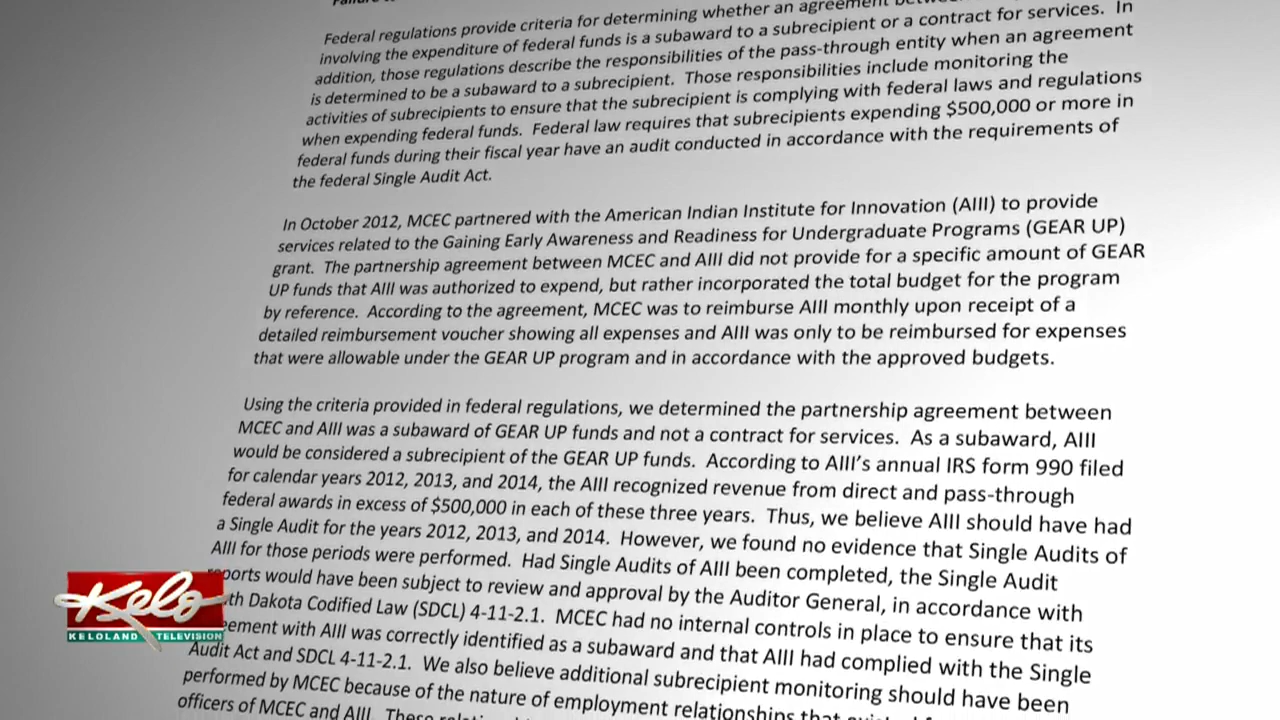 Federal regulations provide criteria for determining whether an agreement
involving the expenditure of federal funds is a subaward to a subrecipient or a contract for services. In
addition, those regulations describe the responsibilities of the pass-through entity when an agreement
is determined to be a subaward to a subrecipient. Those responsibilities include monitoring the
activities of subrecipients to ensure that the subrecipient is complying with federal laws and regulations
when expending federal funds. Federal law requires that subrecipients expending $500,000 or more in
federal funds during their fiscal year have an audit conducted in accordance with the requirements of
the federal Single Audit Act.
In October 2012, MCEC partnered with the American Indian Institute for Innovation (AIII) to provide
services related to the Gaining Early Awareness and Readiness for Undergraduate Programs (GEAR UP)
grant. The partnership agreement between MCEC and AIII did not provide for a specific amount of GEAR
UP funds that AIII was authorized to expend, but rather incorporated the total budget for the program
by reference. According to the agreement, MCEC was to reimburse AIII monthly upon receipt of a
detailed reimbursement voucher showing all expenses and AIII was only to be reimbursed for expenses
that were allowable under the GEAR UP program and in accordance with the approved budgets.
Using the criteria provided in federal regulations, we determined the partnership agreement between
MCEC and AIII was a subaward of GEAR UP funds and not a contract for services. As a subaward, AIII
would be considered a subrecipient of the GEAR UP funds. According to AIII's annual IRS form 990 filed
for calendar years 2012, 2013, and 2014, the AIII recognized revenue from direct and pass-through
federal awards in excess of $500,000 in each of these three years. Thus, we believe AIII should have had
a Single Audit for the years 2012, 2013, and 2014. However, we found no evidence that Single Audits of
AIII for those periods were performed. Had Single Audits of AIII been completed, the Single Audit
ports would have been subject to review and approval by the Auditor General, in accordance with
th Dakota Codified Law (SDCL) 4-11-2.1. MCEC had no internal controls in place to ensure that its
eement with AIII was correctly identified as a subaward and that AIII had complied with the Single
Audit Act and SDCL 4-11-2.1. We also believe additional subrecipient monitoring should have been
performed by MCEC because of the nature of employment relationships that
officers of MCEC and AIII.
Kelo
KELOLAND TELEVISION